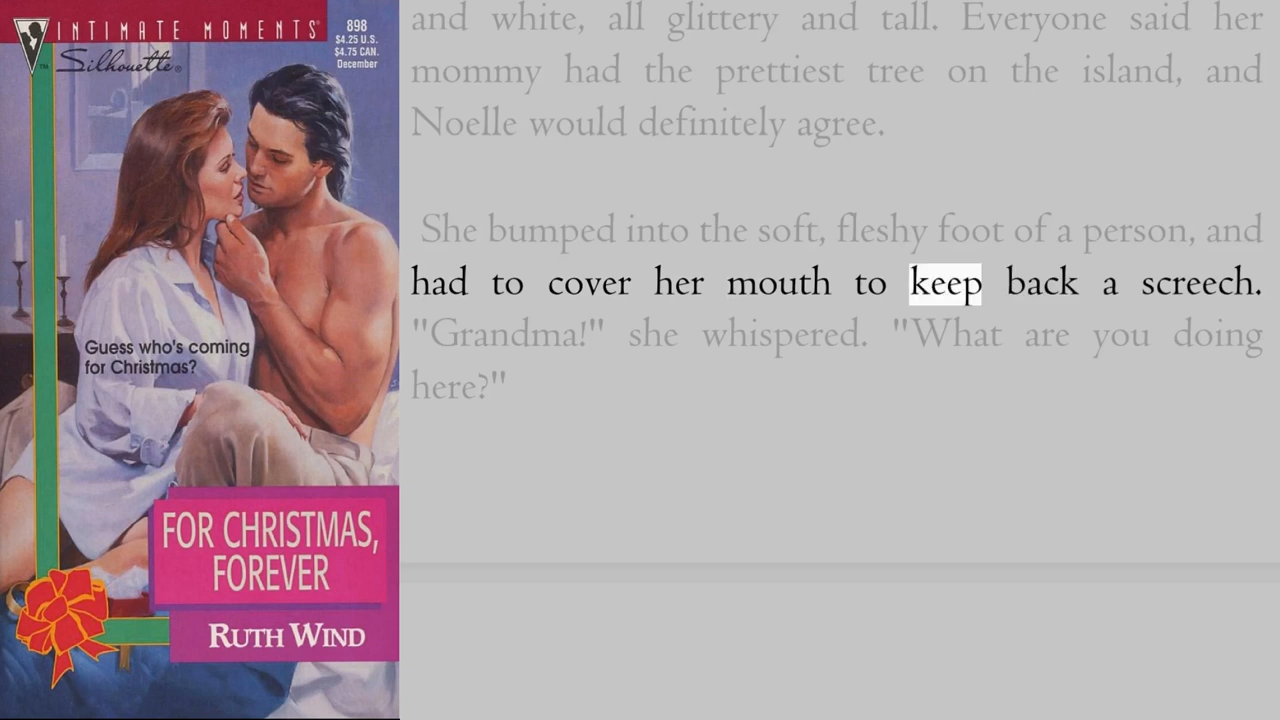 INTIMATE MOMENTS®
Silhouette®
TM
898
$4.25 U.S.
$4.75 CAN.
December
Guess who's coming
for Christmas?
FOR CHRISTMAS,
FOREVER
RUTH WIND
and white, all glittery and tall. Everyone said her
mommy had the prettiest tree on the island, and
Noelle would definitely agree.
She bumped into the soft, fleshy foot of a person, and
had to cover her mouth to keep back a screech.
"Grandma!" she whispered. "What are you doing
here?"